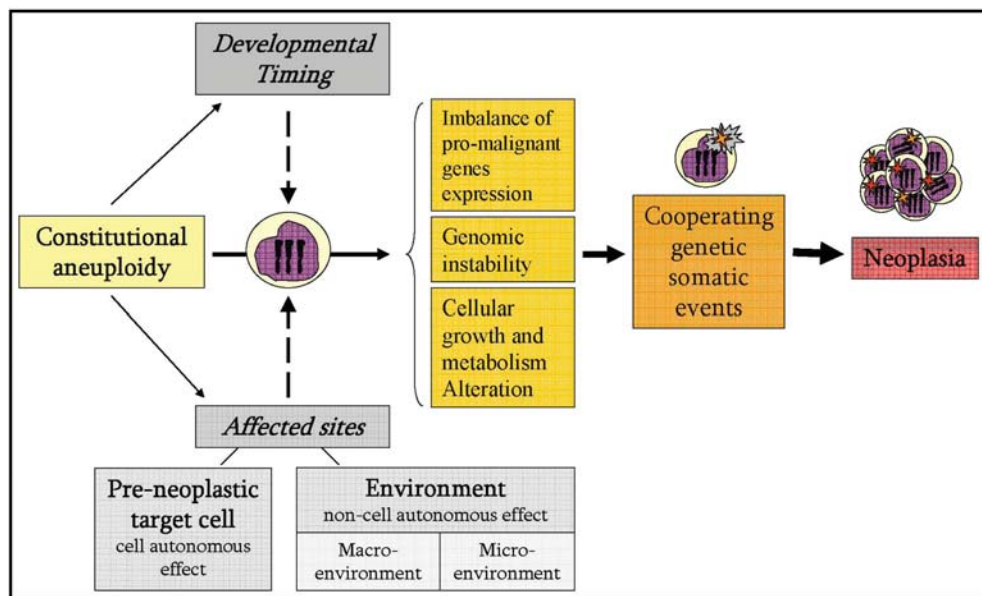 Developmental
Timing
Constitutional
aneuploidy
Imbalance of
pro-malignant
genes
expression
Genomic
instability
Cellular
growth and
metabolism
Alteration
Cooperating
genetic
somatic
events
Neoplasia
Affected sites
Pre-neoplastic
target cell
cell autonomous
effect
Environment
non-cell autonomous effect
Macro-
environment
Micro-
environment